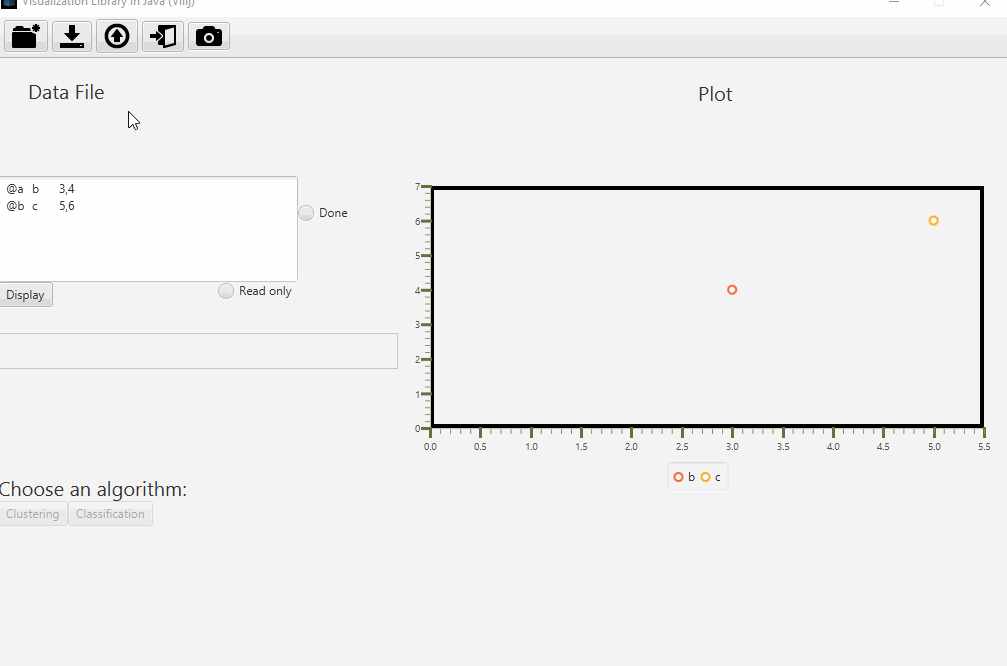 Visualization Library in Java (Vilij)
Data File
Plot
@a b 3,4
@b c 5,6
Done
Display
Read only
7
6
5
4
3
2
1
0
0.0 0.5 1.0 1.5 2.0 2.5 3.0 3.5 4.0 4.5 5.0 5.5
b c
Choose an algorithm:
Clustering Classification